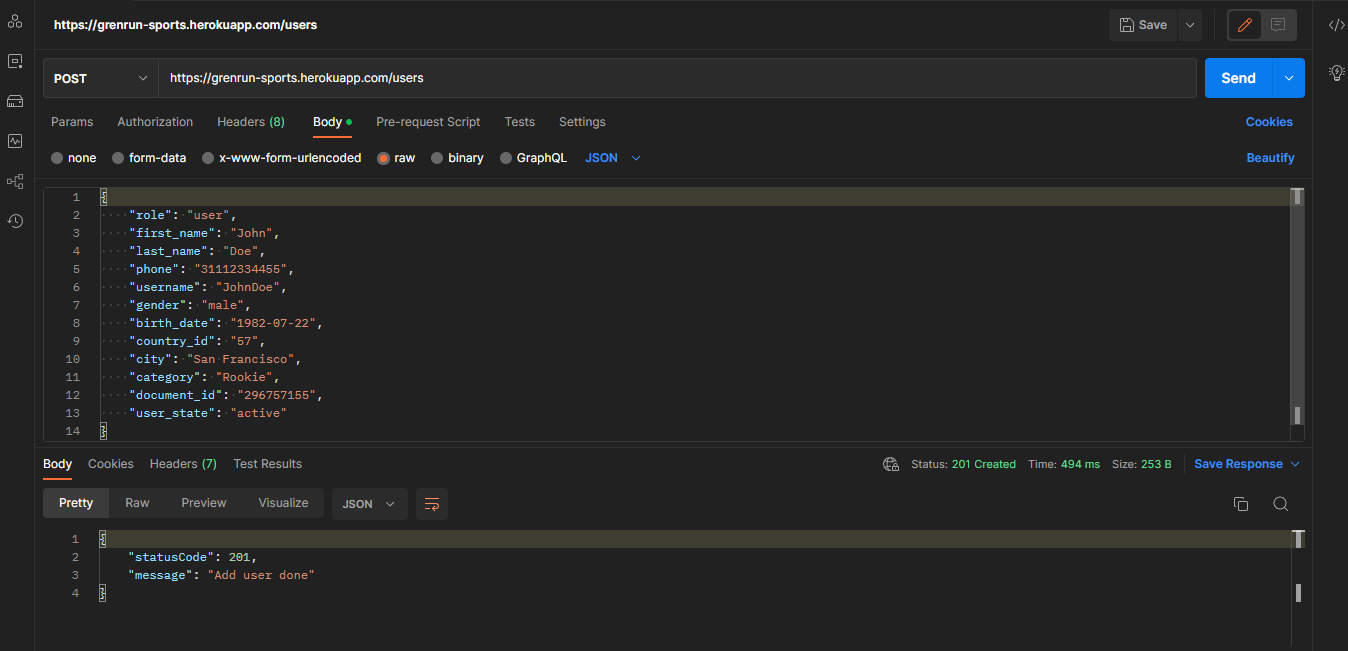 https://grenrun-sports.herokuapp.com/users
Save
POST
https://grenrun-sports.herokuapp.com/users
Send
Params Authorization Headers (8) Body Pre-request Script Tests Settings Cookies
none form-data x-www-form-urlencoded raw binary GraphQL JSON Beautify
1 {
2 "role": "user",
3 "first_name": "John",
4 "last_name": "Doe",
5 "phone": "31112334455",
6 "username": "JohnDoe",
7 "gender": "male",
8 "birth_date": "1982-07-22",
9 "country_id": "57",
10 "city": "San Francisco",
11 "category": "Rookie",
12 "document_id": "296757155",
13 "user_state": "active"
14 }
Body Cookies Headers (7) Test Results Status: 201 Created Time: 494 ms Size: 253 B Save Response
Pretty Raw Preview Visualize JSON
1 {
2 "statusCode": 201,
3 "message": "Add user done"
4 }